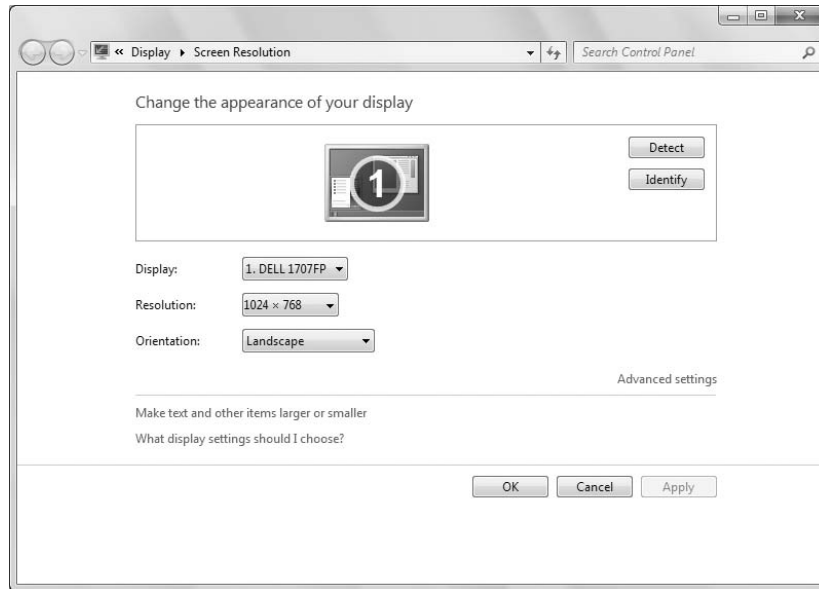 « Display ▸ Screen Resolution
Search Control Panel
Change the appearance of your display
1
Detect
Identify
Display: 1. DELL 1707FP
Resolution: 1024 × 768
Orientation: Landscape
Advanced settings
Make text and other items larger or smaller
What display settings should I choose?
OK Cancel Apply